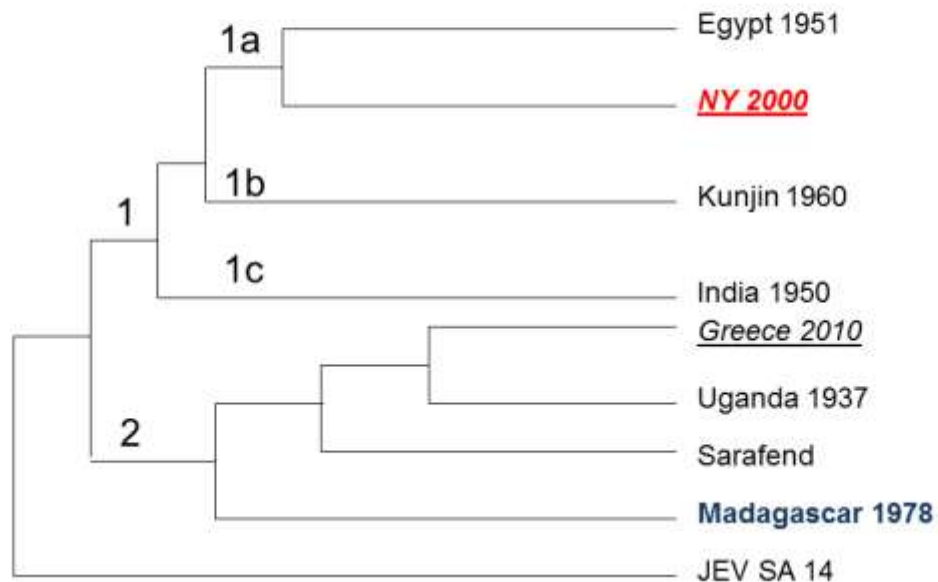 1a
Egypt 1951
NY 2000
1b
Kunjin 1960
1
1c
India 1950
Greece 2010
Uganda 1937
2
Sarafend
Madagascar 1978
JEV SA 14